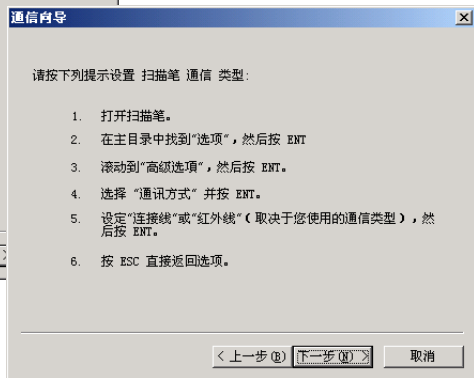 通信向导
请按下列提示设置 扫描笔 通信 类型:
1. 打开扫描笔。
2. 在主目录中找到“选项”，然后按 ENT
3. 滚动到“高级选項”，然后按 ENT。
4. 选择 “通讯方式” 并按 ENT。
5. 设定“连接线”或“红外线”（取决于您使用的通信类型），然
后按 ENT。
6. 按 ESC 直接返回选项。
< 上一步(B) 下一步(N) > 取消